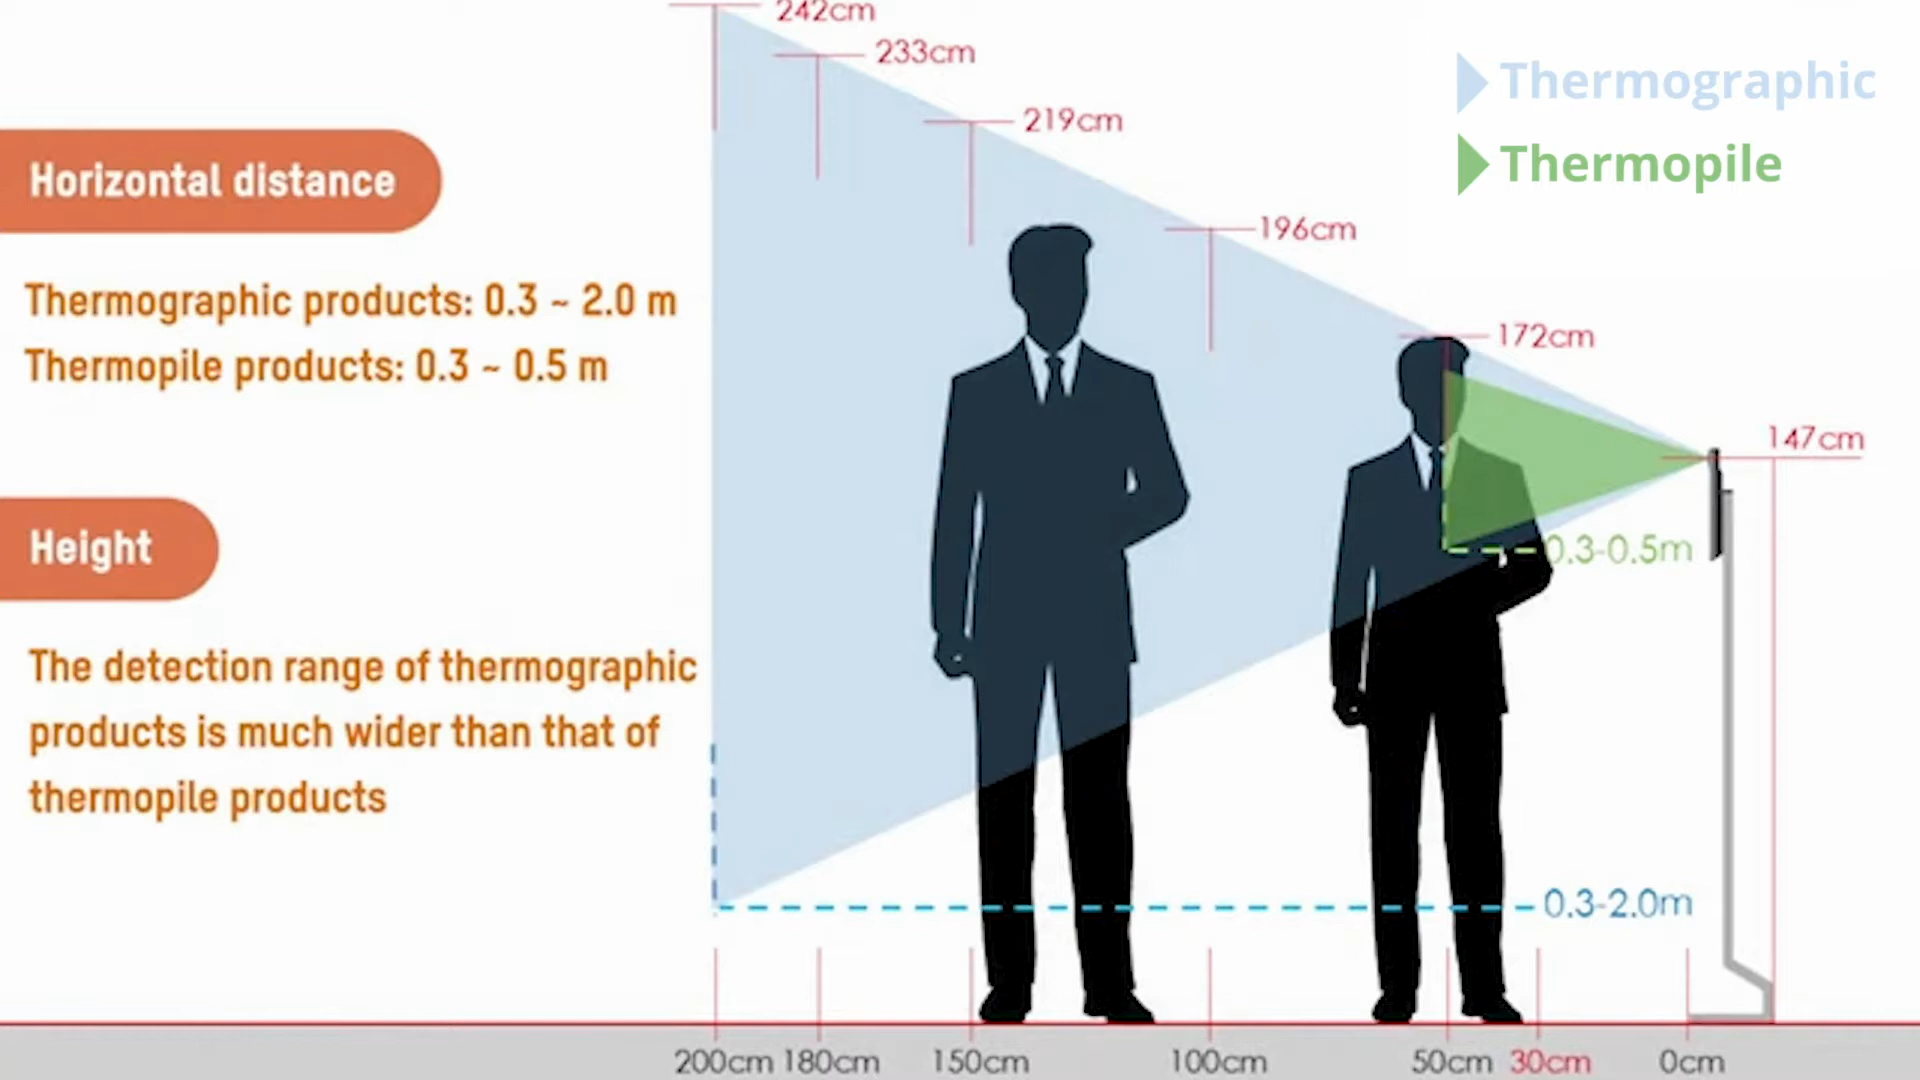 242cm
233cm
Thermographic
219cm
Thermopile
Horizontal distance
196cm
Thermographic products: 0.3 ~ 2.0 m
172cm
Thermopile products: 0.3 ~ 0.5 m
147cm
Height
0.3-0.5m
The detection range of thermographic
products is much wider than that of
thermopile products
0.3-2.0m
200cm 180cm 150cm 100cm 50cm 30cm 0cm